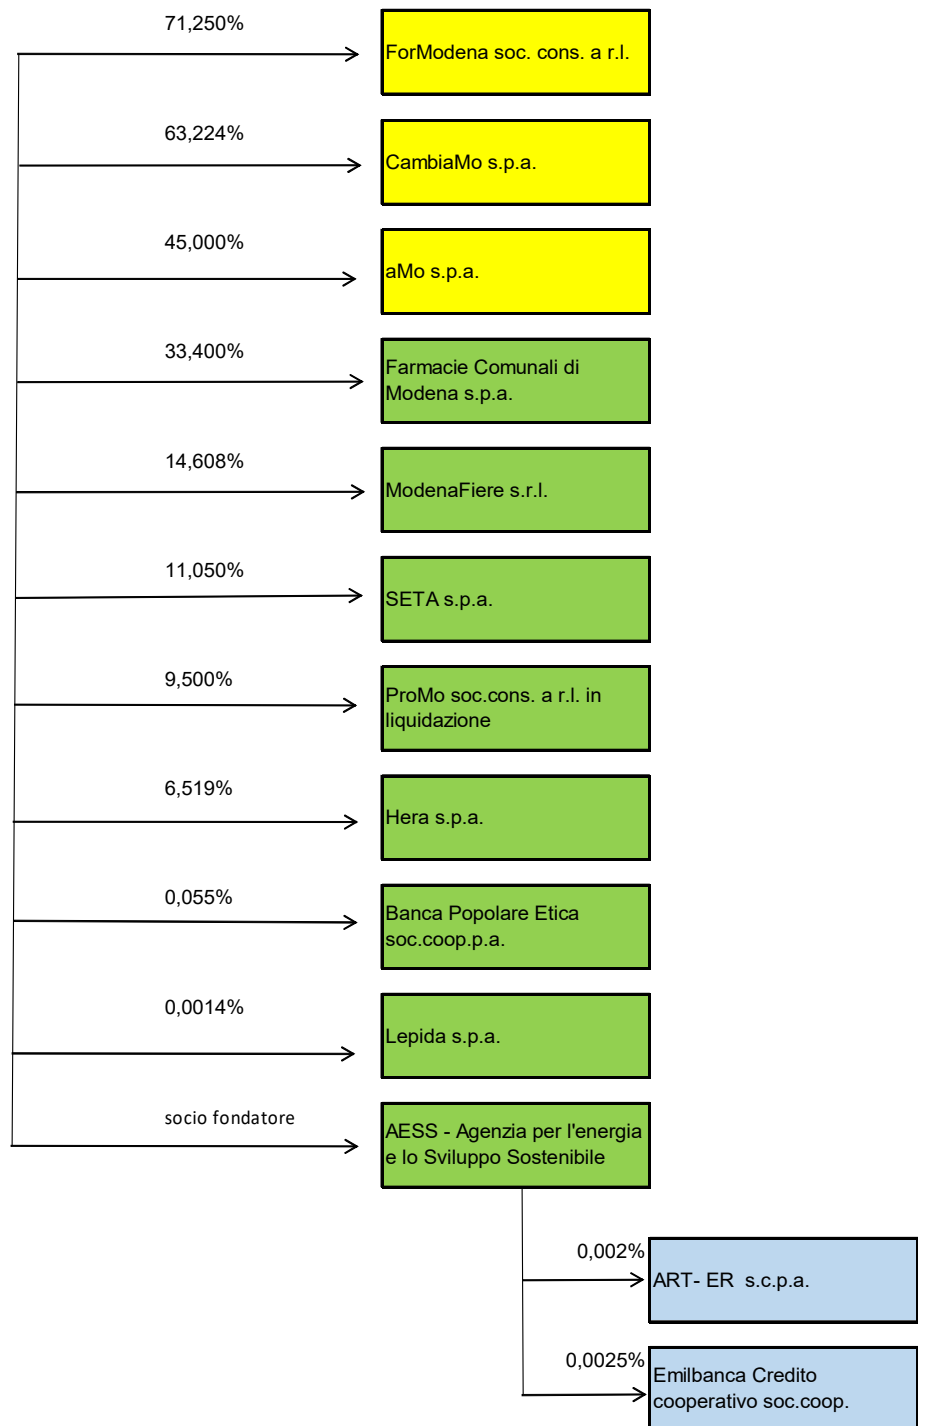 71,250%
ForModena soc. cons. a r.l.
63,224%
CambiaMo s.p.a.
45,000%
aMo s.p.a.
33,400%
Farmacie Comunali di
Modena s.p.a.
14,608%
ModenaFiere s.r.l.
11,050%
SETA s.p.a.
9,500%
ProMo soc.cons. a r.l. in
liquidazione
6,519%
Hera s.p.a.
0,055%
Banca Popolare Etica
soc.coop.p.a.
0,0014%
Lepida s.p.a.
socio fondatore
AESS - Agenzia per l'energia
e lo Sviluppo Sostenibile
0,002%
ART- ER  s.c.p.a.
0,0025%
Emilbanca Credito
cooperativo soc.coop.